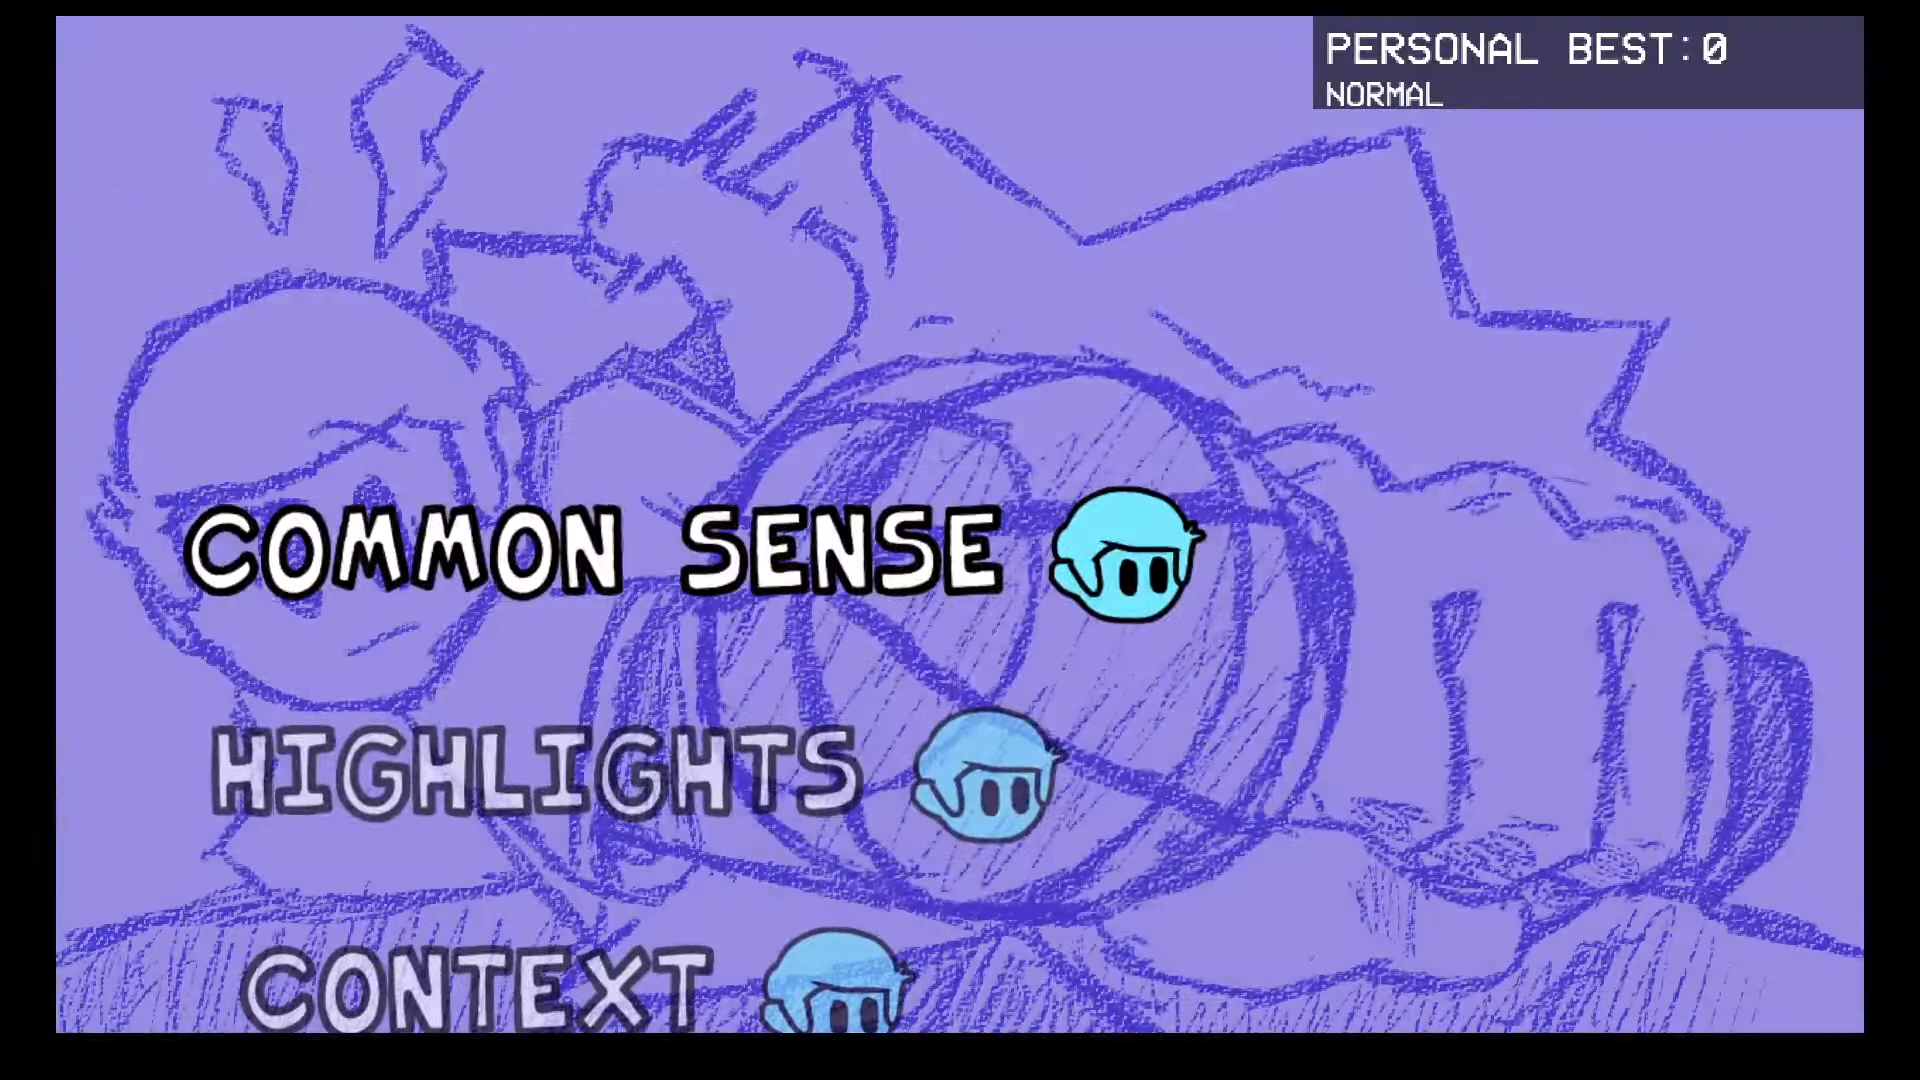 PERSONAL BEST:0
NORMAL
COMMON SENSE
HIGHLIGHTS
CONTEXT